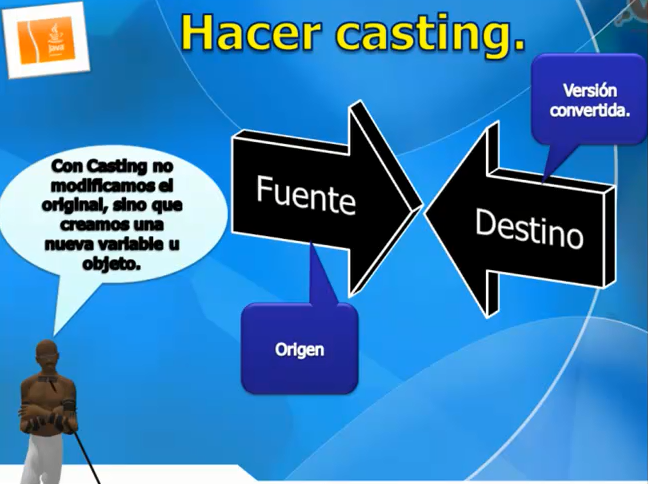 Hacer casting.
Java
Versión
convertida.
Con Casting no
modificamos el
original, sino que
creamos una
nueva variable u
objeto.
Fuente
Destino
Origen